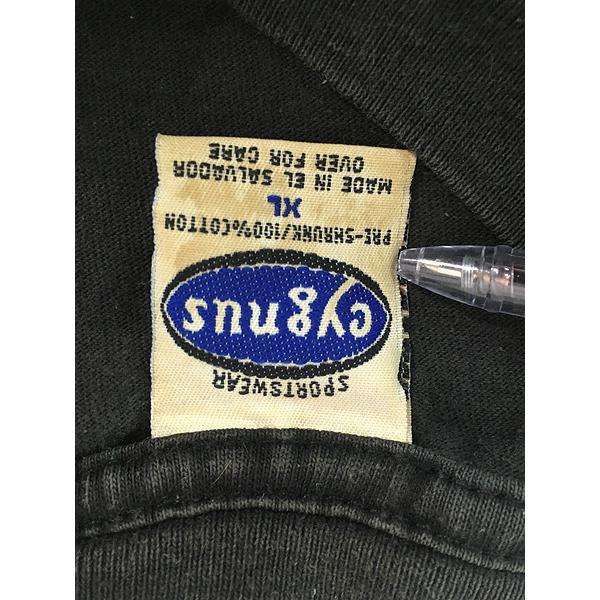 SPORTSWEAR
cygnus
PRE-SHRUNK/100%COTTON
XL
MADE IN EL SALVADOR
OVER FOR CARE